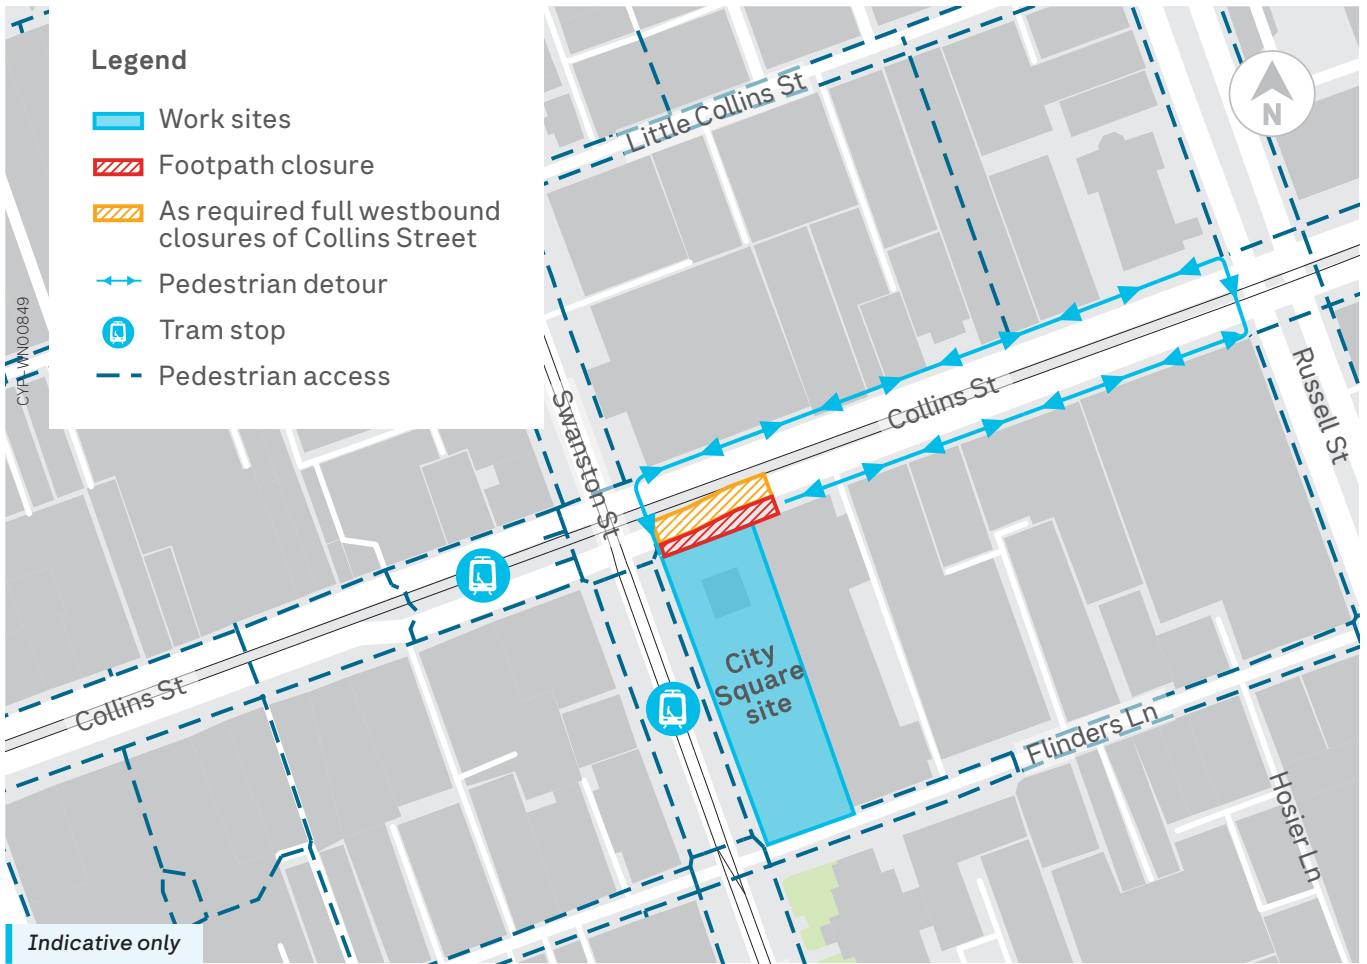 Legend
Work sites
Footpath closure
As required full westbound
closures of Collins Street
Pedestrian detour
Tram stop
Pedestrian access
CYP-WN00849
Little Collins St
N
Swanston St
Collins St
Russell St
City
Square
site
Collins St
Flinders Ln
Hosier Ln
Indicative only